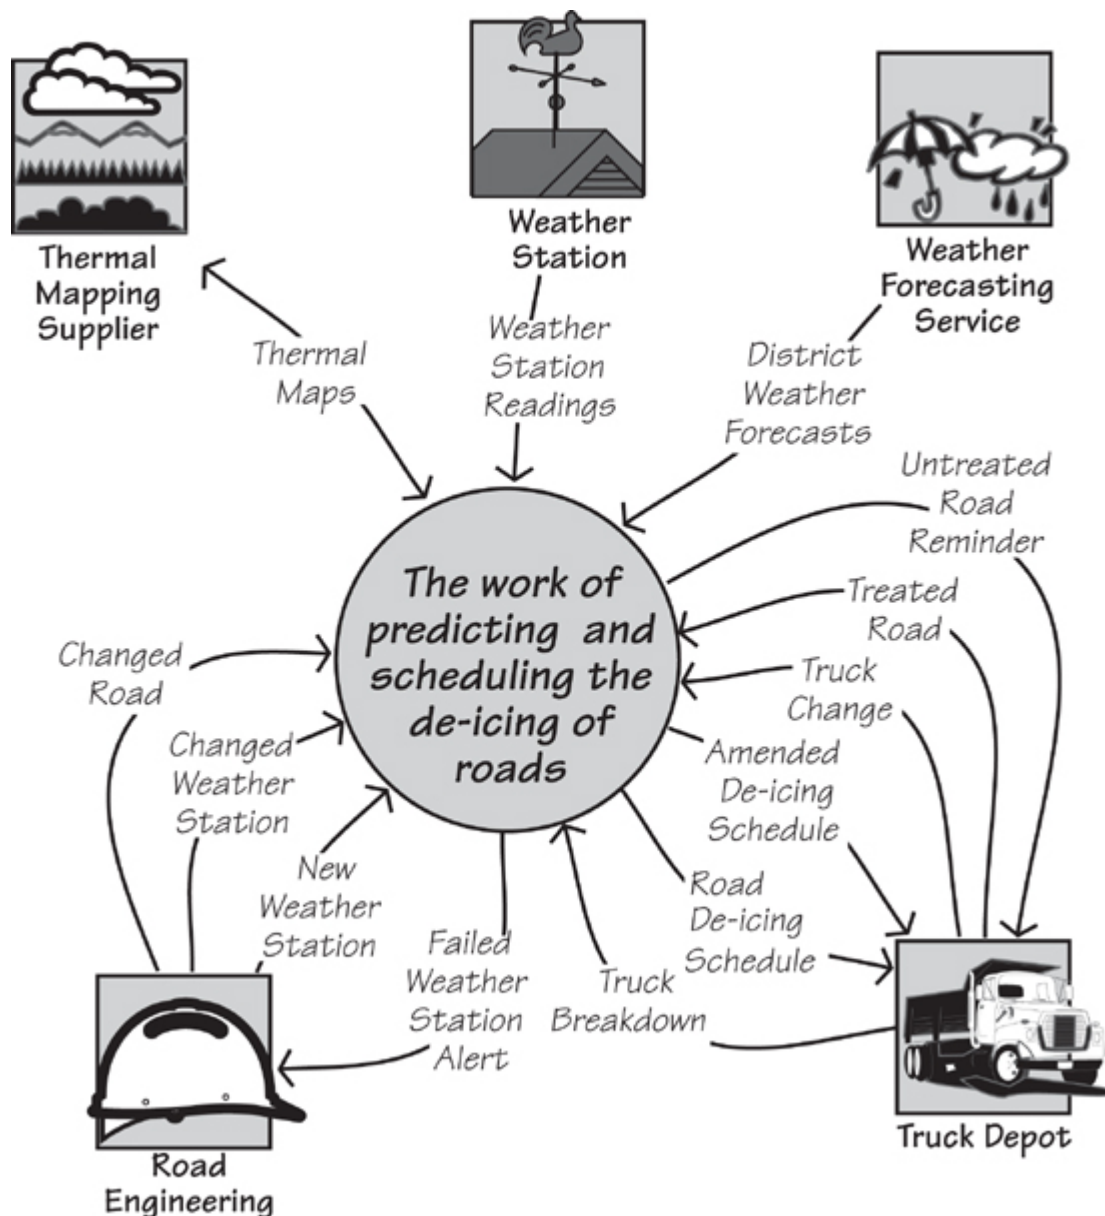 Weather
Station
Thermal
Mapping
Supplier
Weather
Forecasting
Service
Thermal
Maps
Weather
Station
Readings
District
Weather
Forecasts
Untreated
Road
Reminder
The work of
predicting and
scheduling the
de-icing of
roads
Treated
Road
Truck
Change
Changed
Road
Changed
Weather
Station
Amended
De-icing
Schedule
New
Weather
Station
Road
De-icing
Schedule
Failed
Weather
Station
Alert
Truck
Breakdown
Truck Depot
Road
Engineering